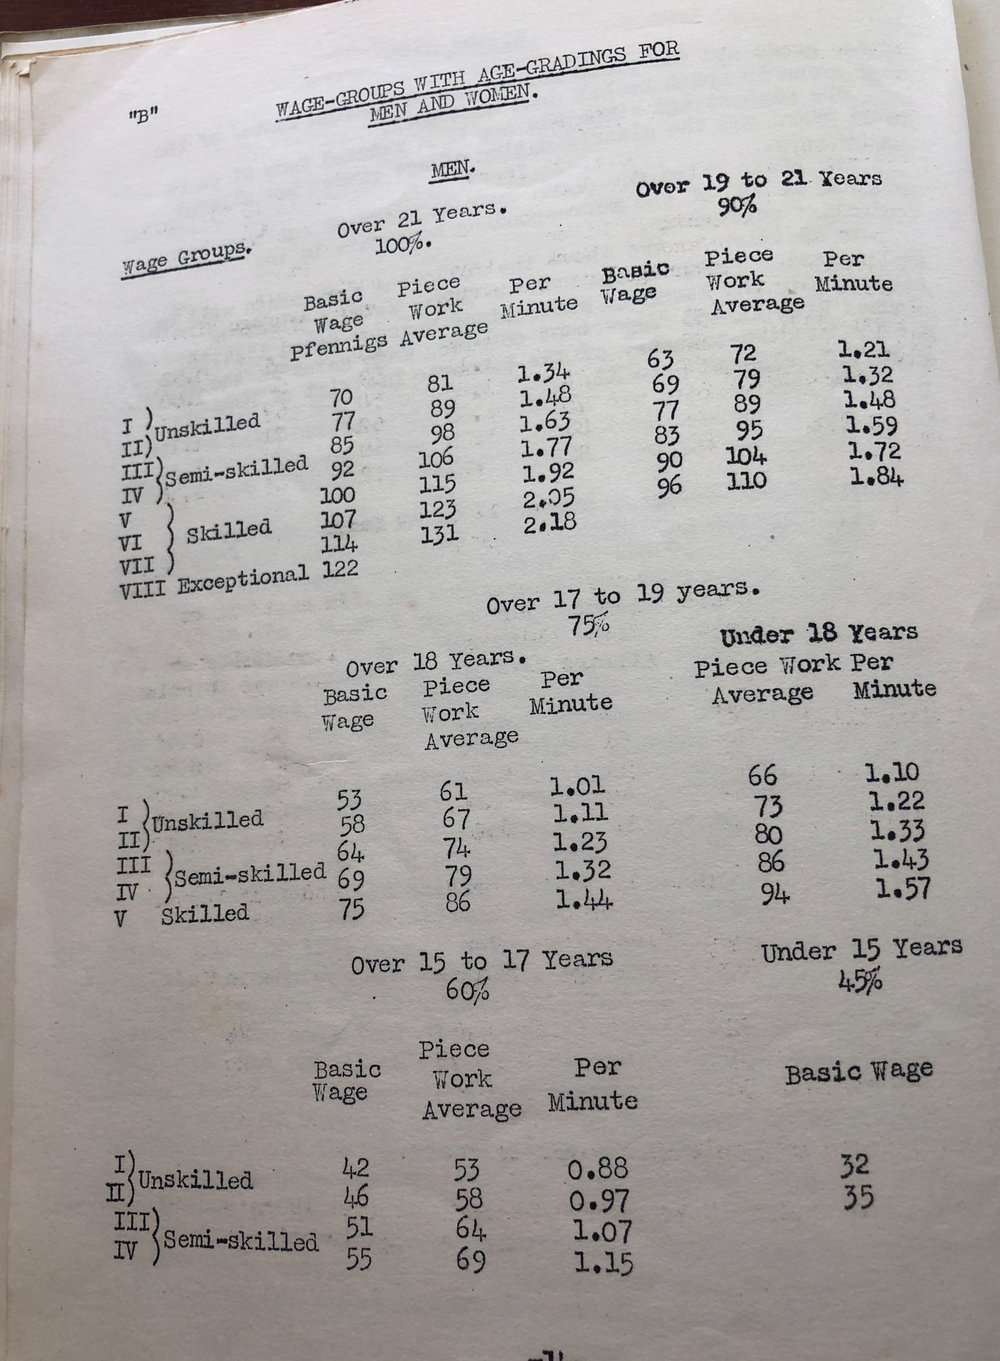 "B"
WAGE-GROUPS WITH AGE-GRADINGS FOR
MEN AND WOMEN.
MEN.
Over 21 Years. Over 19 to 21 Years
100%. 90%
Wage Groups.
Basic Piece Per Basic Piece Per
Wage Work Minute Wage Work Minute
Pfennigs Average Average
I ) Unskilled 70 81 1.34 63 72 1.21
II) 77 89 1.48 69 79 1.32
III) Semi-skilled 85 98 1.63 77 89 1.48
IV ) 92 106 1.77 83 95 1.59
V ) 100 115 1.92 90 104 1.72
VI ) Skilled 107 123 2.05 96 110 1.84
VII ) 114 131 2.18
VIII Exceptional 122
Over 17 to 19 years.
75%
Over 18 Years. Under 18 Years
Basic Piece Per Piece Work Per
Wage Work Minute Average Minute
Average
I ) Unskilled 53 61 1.01 66 1.10
II) 58 67 1.11 73 1.22
III ) Semi-skilled 64 74 1.23 80 1.33
IV ) 69 79 1.32 86 1.43
V Skilled 75 86 1.44 94 1.57
Over 15 to 17 Years Under 15 Years
60% 45%
Basic Piece Per Basic Wage
Wage Work Minute
Average
I) Unskilled 42 53 0.88 32
II) 46 58 0.97 35
III) Semi-skilled 51 64 1.07
IV ) 55 69 1.15